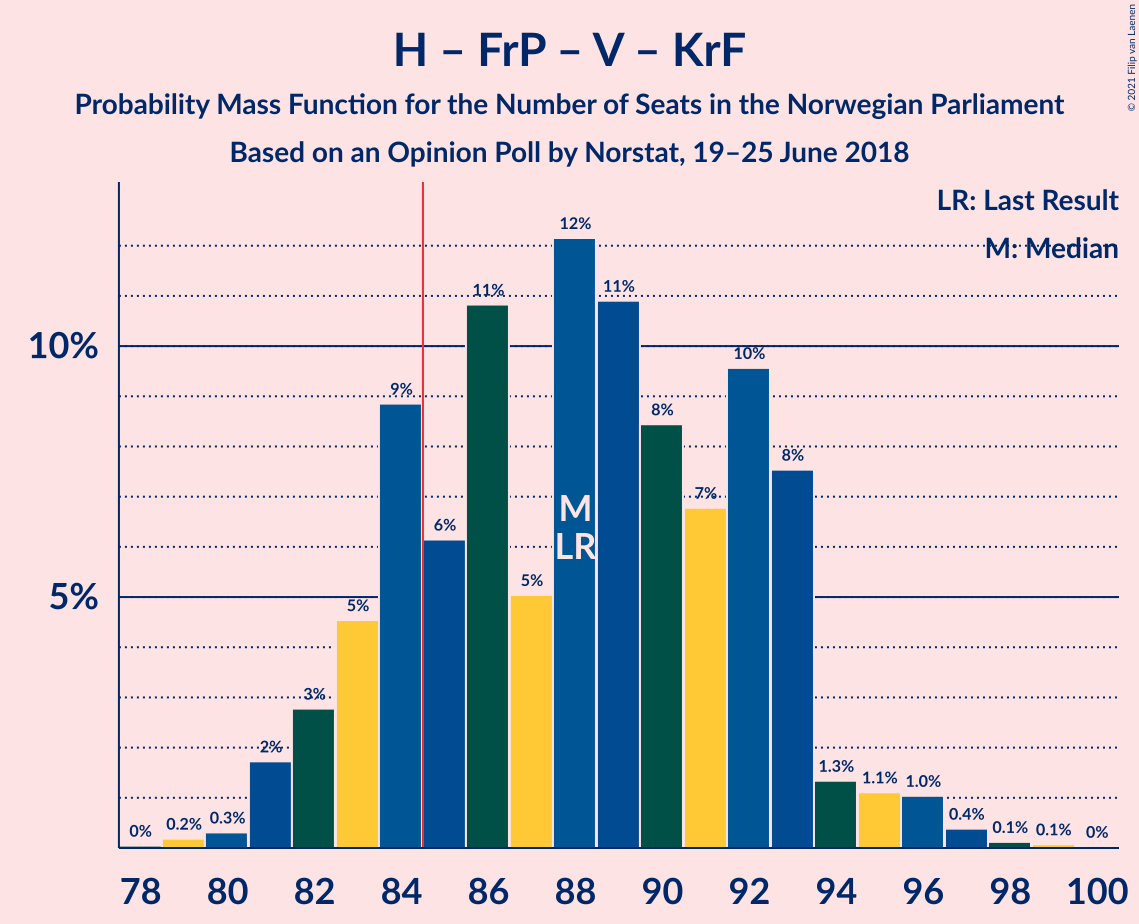 H – FrP – V – KrF
Probability Mass Function for the Number of Seats in the Norwegian Parliament
Based on an Opinion Poll by Norstat, 19–25 June 2018
© 2021 Filip van Laenen
LR: Last Result
M: Median
10%
5%
0%
0.2%
0.3%
2%
3%
5%
9%
6%
11%
5%
12%
11%
8%
7%
10%
8%
1.3%
1.1%
1.0%
0.4%
0.1%
0.1%
0%
M
LR
78 80 82 84 86 88 90 92 94 96 98 100